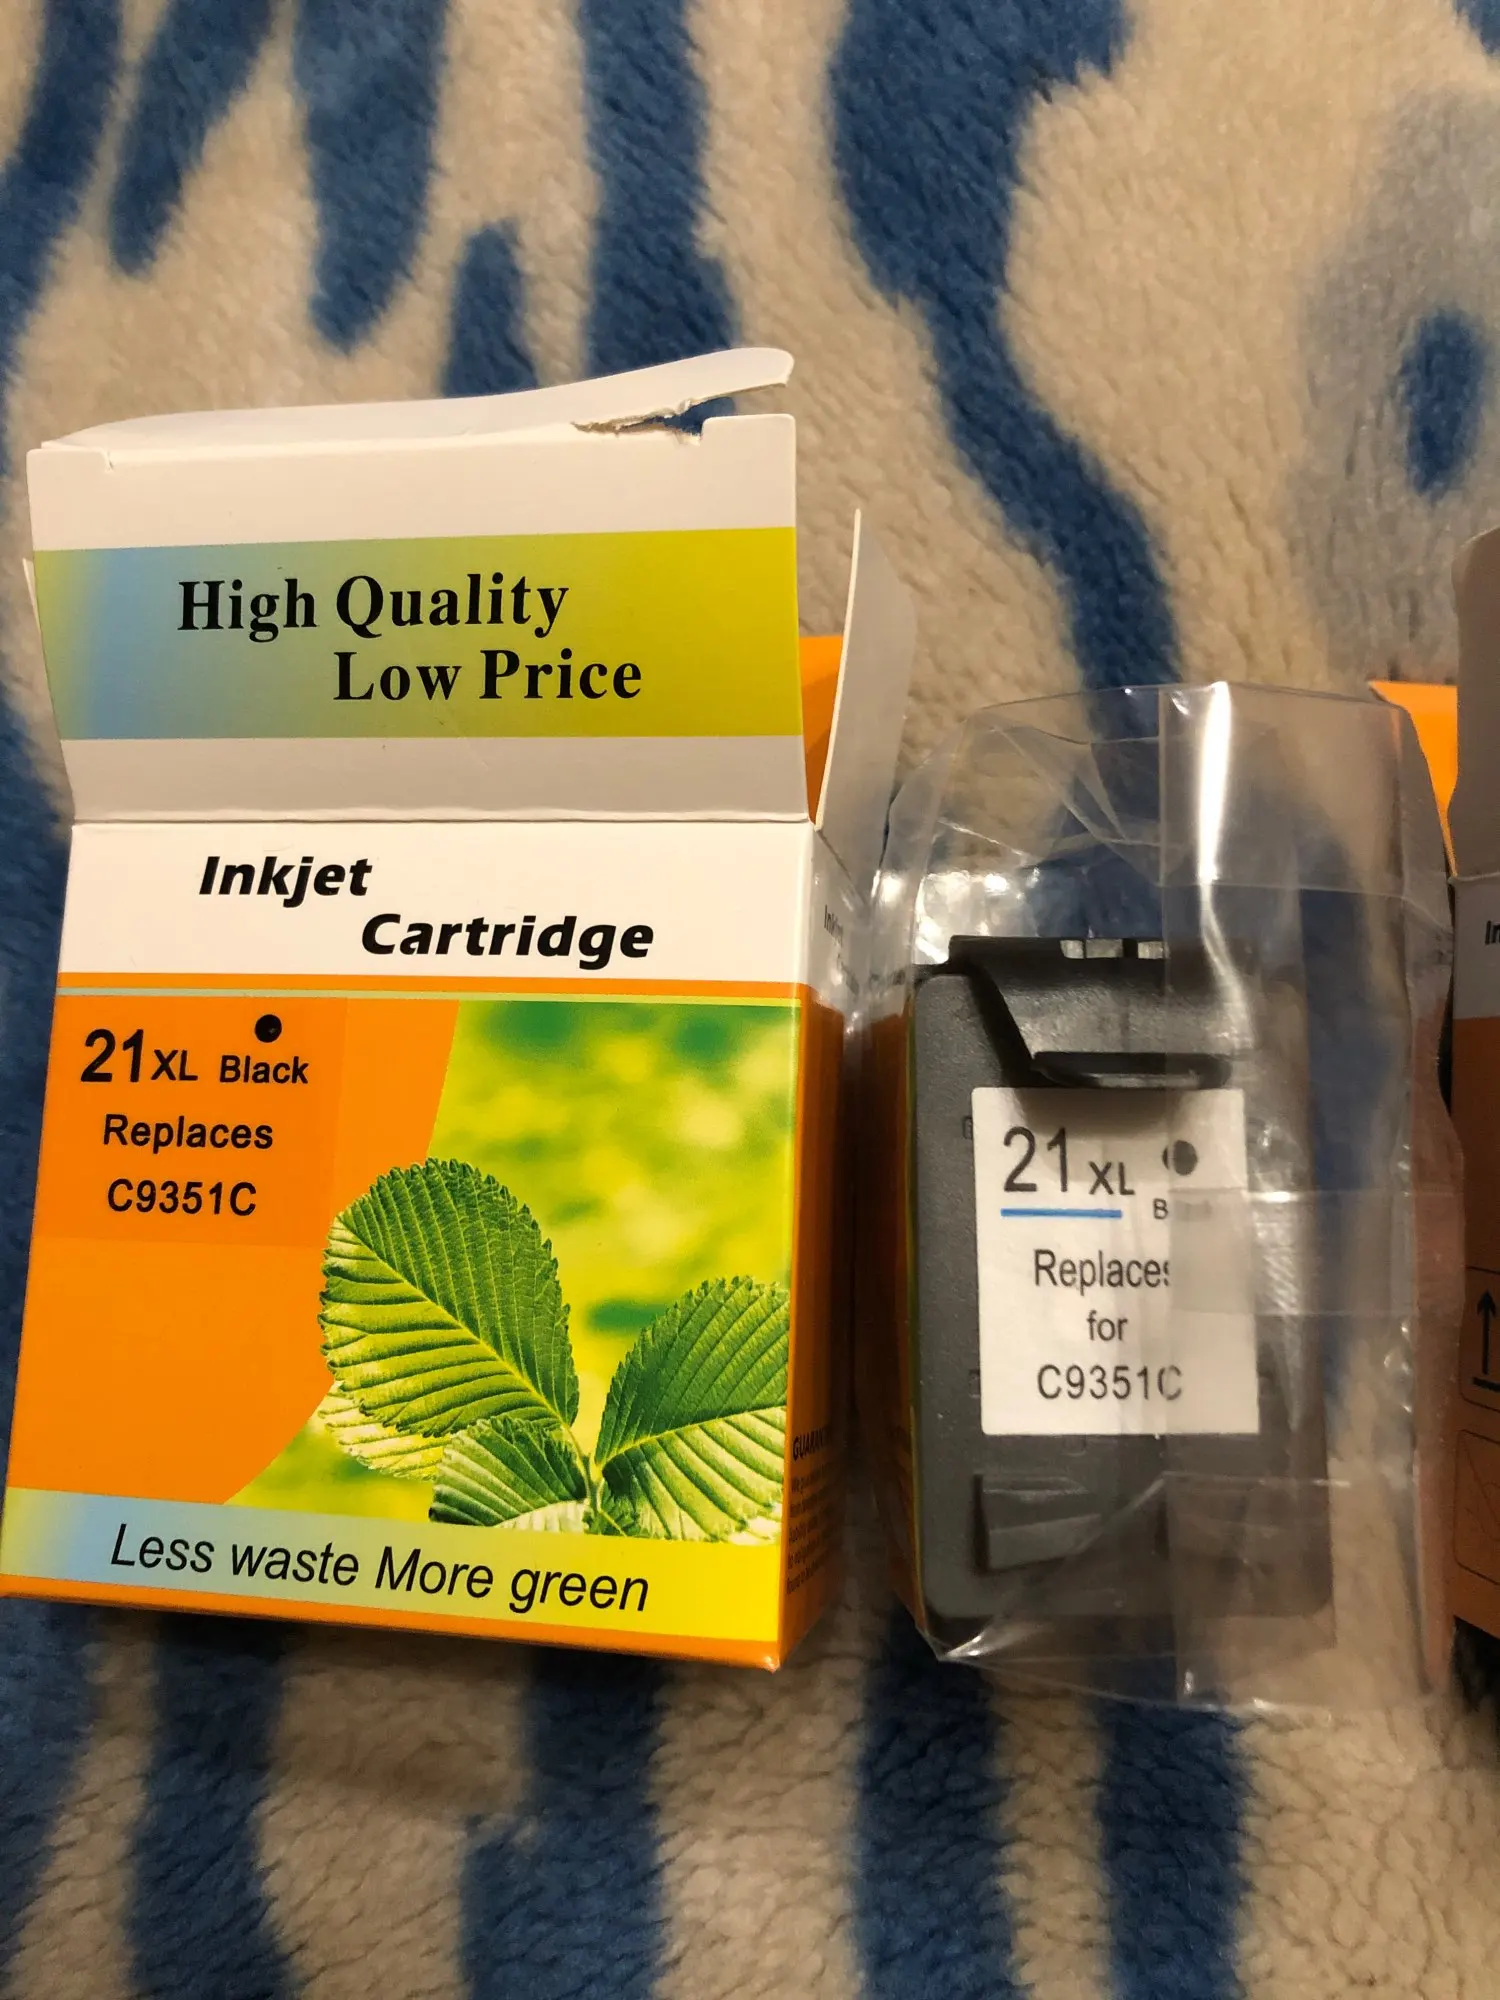 High Quality
Low Price
Inkjet
Cartridge
21XL Black
Replaces
C9351C
Less waste More green
21XL
Replaces
for
C9351C